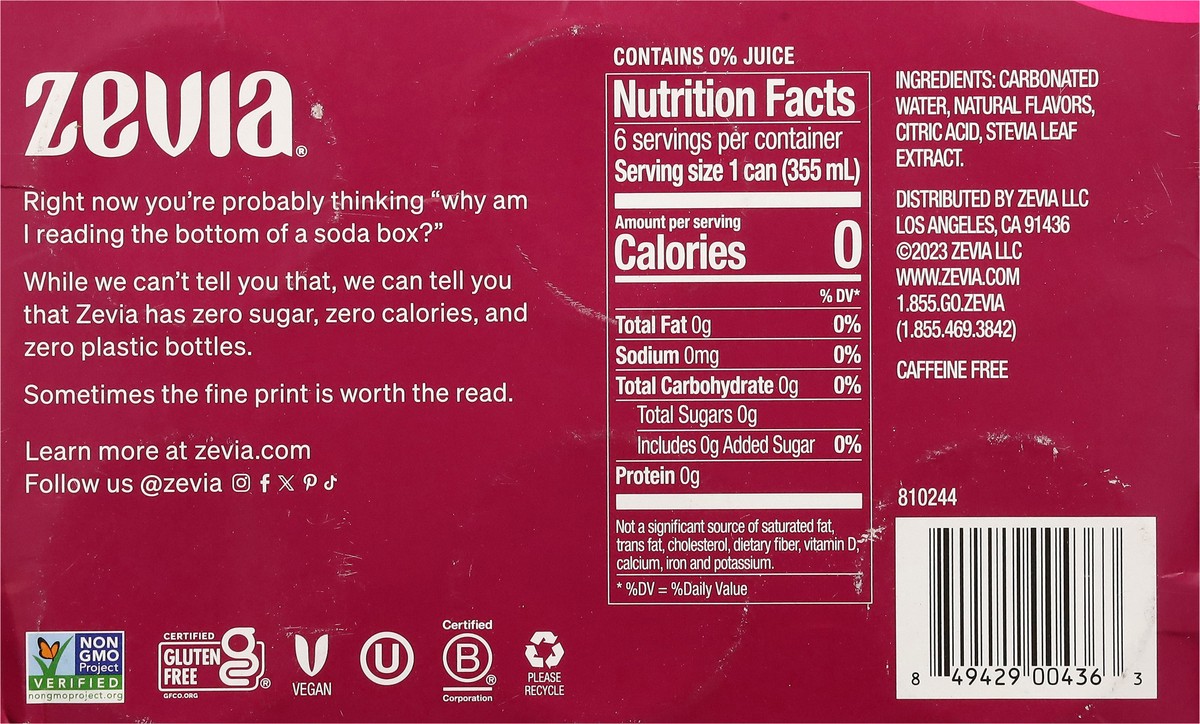 zevia®
Right now you're probably thinking “why am
I reading the bottom of a soda box?”
While we can't tell you that, we can tell you
that Zevia has zero sugar, zero calories, and
zero plastic bottles.
Sometimes the fine print is worth the read.
Learn more at zevia.com
Follow us @zevia
NON
GMO
Project
VERIFIED
nongmoproject.org
CERTIFIED
GLUTEN
FREE
GFCO.ORG
®
VEGAN
U
Certified
B
®
Corporation
PLEASE
RECYCLE
CONTAINS 0% JUICE
Nutrition Facts
6 servings per container
Serving size 1 can (355 mL)
Amount per serving
Calories 0
% DV*
Total Fat 0g 0%
Sodium 0mg 0%
Total Carbohydrate 0g 0%
Total Sugars 0g
Includes 0g Added Sugar 0%
Protein 0g
Not a significant source of saturated fat,
trans fat, cholesterol, dietary fiber, vitamin D,
calcium, iron and potassium.
* %DV = %Daily Value
INGREDIENTS: CARBONATED
WATER, NATURAL FLAVORS,
CITRIC ACID, STEVIA LEAF
EXTRACT.
DISTRIBUTED BY ZEVIA LLC
LOS ANGELES, CA 91436
©2023 ZEVIA LLC
WWW.ZEVIA.COM
1.855.GO.ZEVIA
(1.855.469.3842)
CAFFEINE FREE
810244
8 49429 00436 3